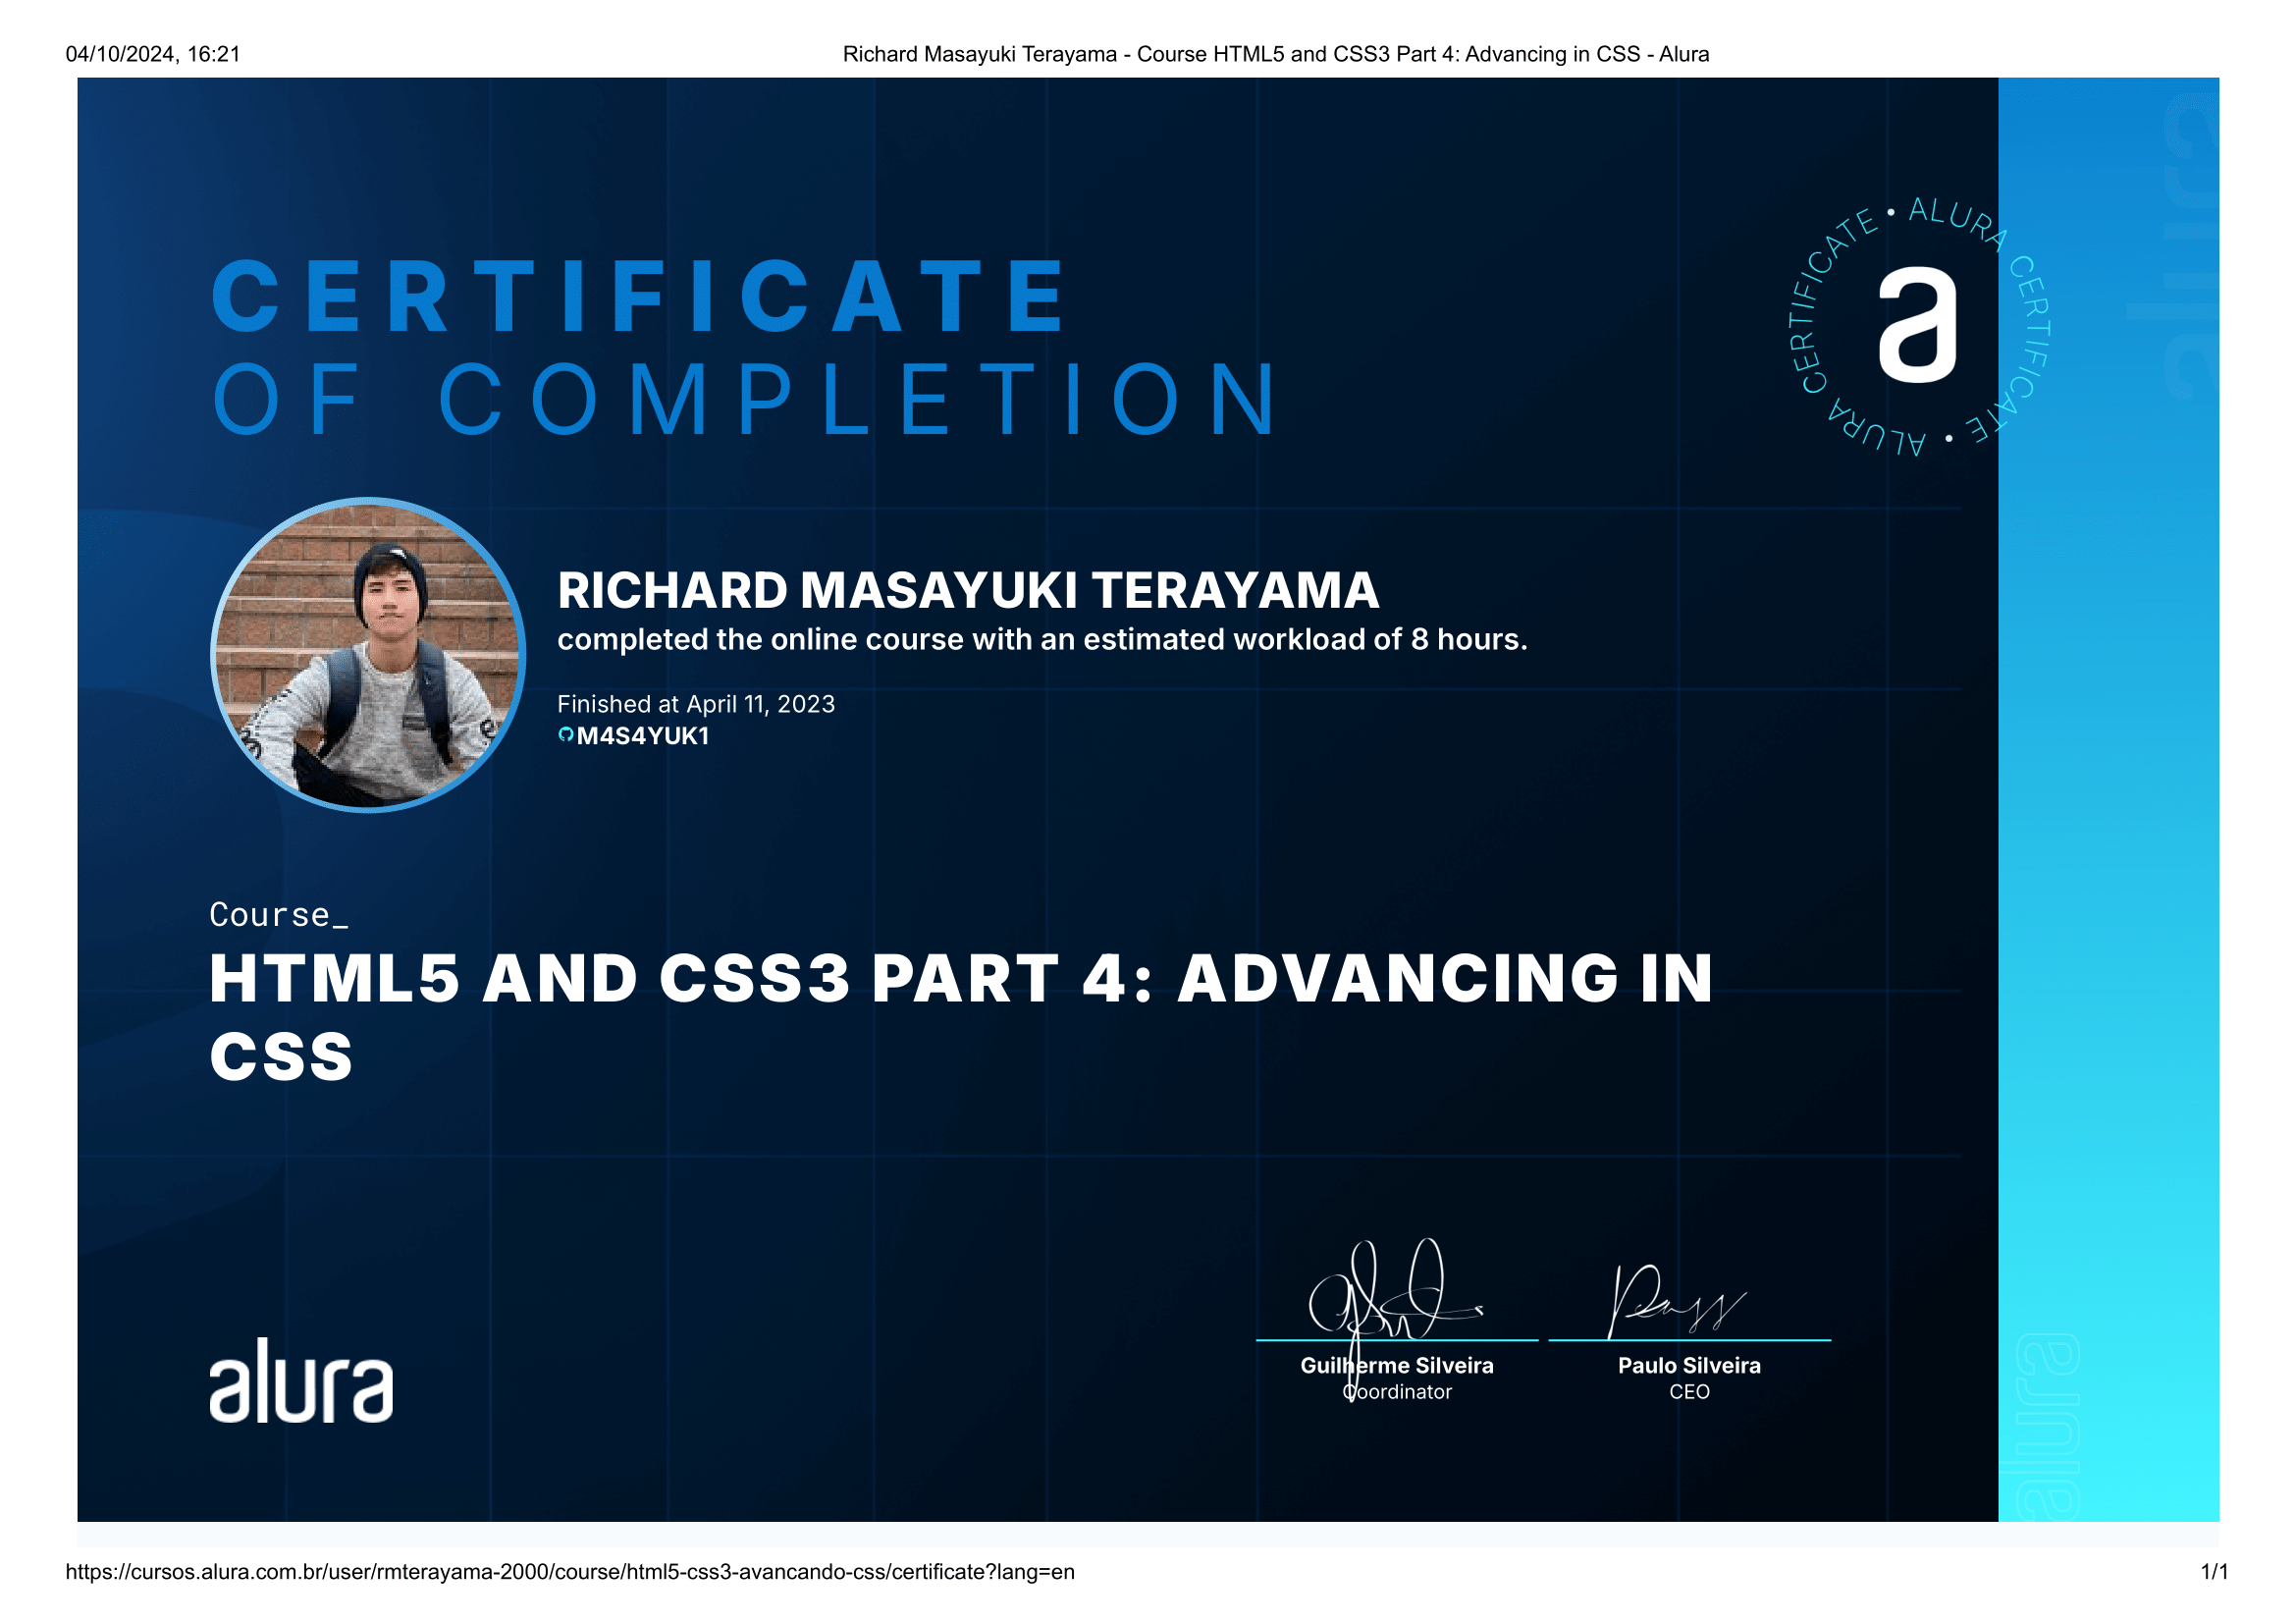 04/10/2024, 16:21
Richard Masayuki Terayama - Course HTML5 and CSS3 Part 4: Advancing in CSS - Alura
alura
ALURA CERTIFICATE • ALURA CERTIFICATE •
a
CERTIFICATE
OF COMPLETION
RICHARD MASAYUKI TERAYAMA
completed the online course with an estimated workload of 8 hours.
Finished at April 11, 2023
M4S4YUK1
Course_
HTML5 AND CSS3 PART 4: ADVANCING IN
CSS
Guilherme Silveira
Coordinator
Paulo Silveira
CEO
alura
alura
https://cursos.alura.com.br/user/rmterayama-2000/course/html5-css3-avancando-css/certificate?lang=en
1/1